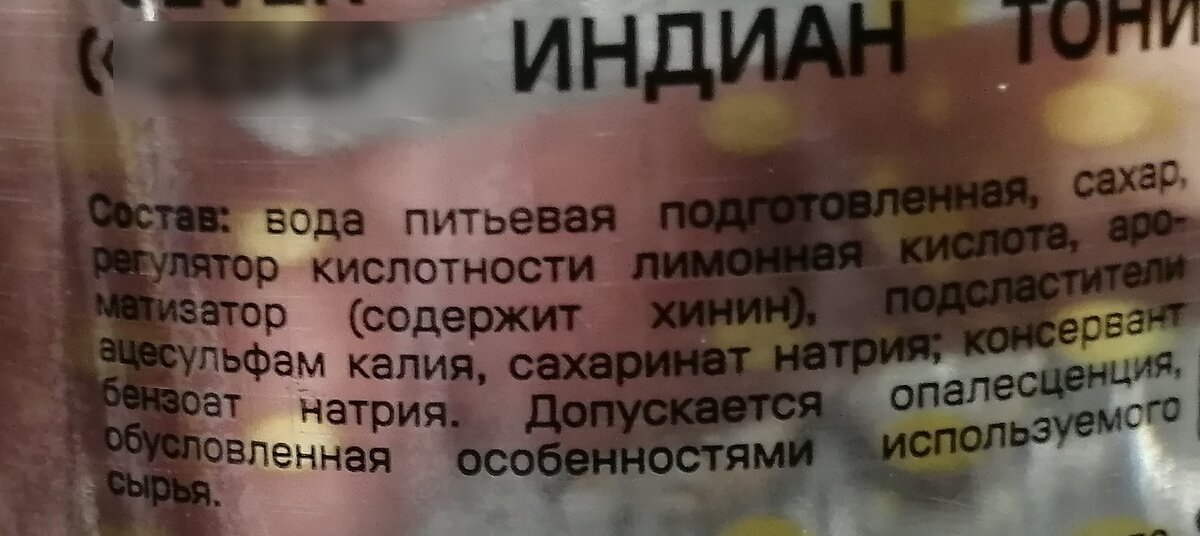 ИНДИАН ТОНИ
Состав: вода питьевая подготовленная, сахар,
регулятор кислотности лимонная кислота, аро-
матизатор (содержит хинин), подсластители
ацесульфам калия, сахаринат натрия; консервант
бензоат натрия. Допускается опалесценция,
обусловленная особенностями используемого
сырья.